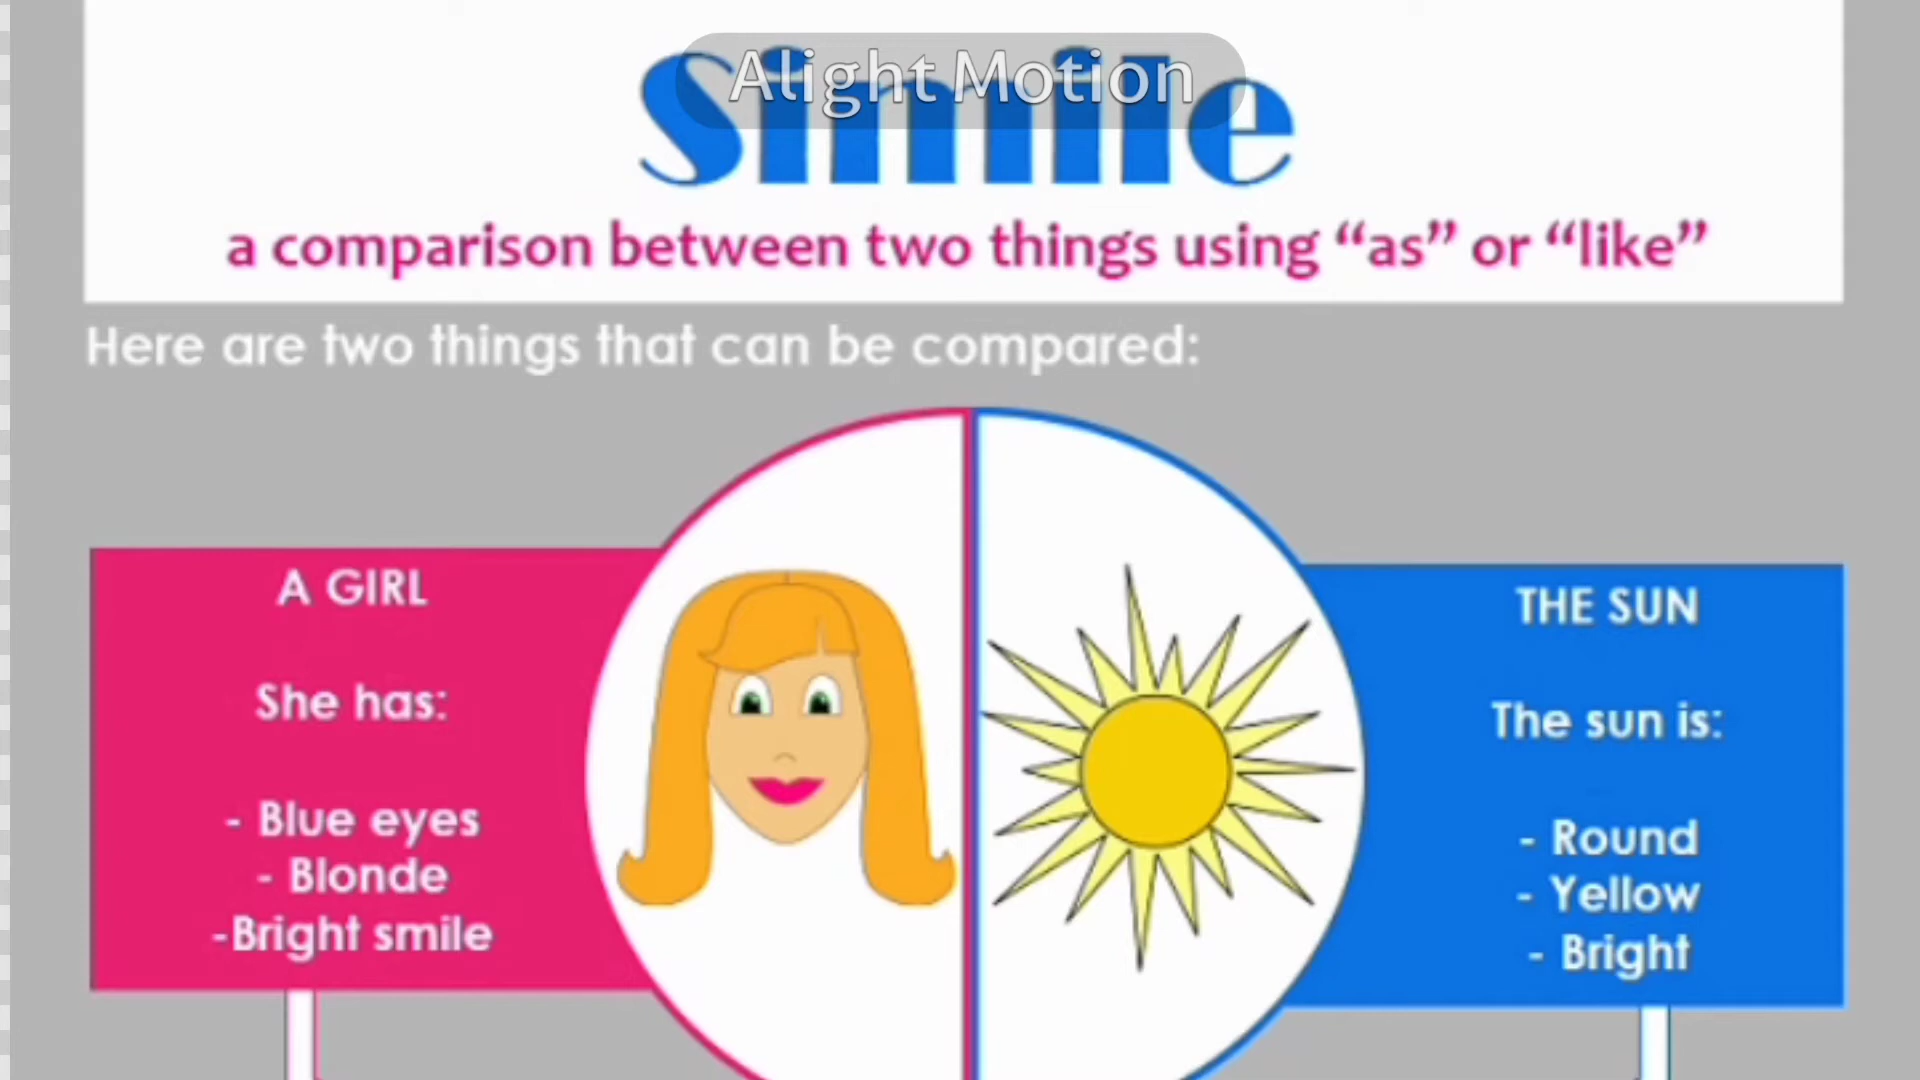 Alight Motion
Simile
a comparison between two things using “as” or “like”
Here are two things that can be compared:
A GIRL
She has:
- Blue eyes
- Blonde
-Bright smile
THE SUN
The sun is:
- Round
- Yellow
- Bright